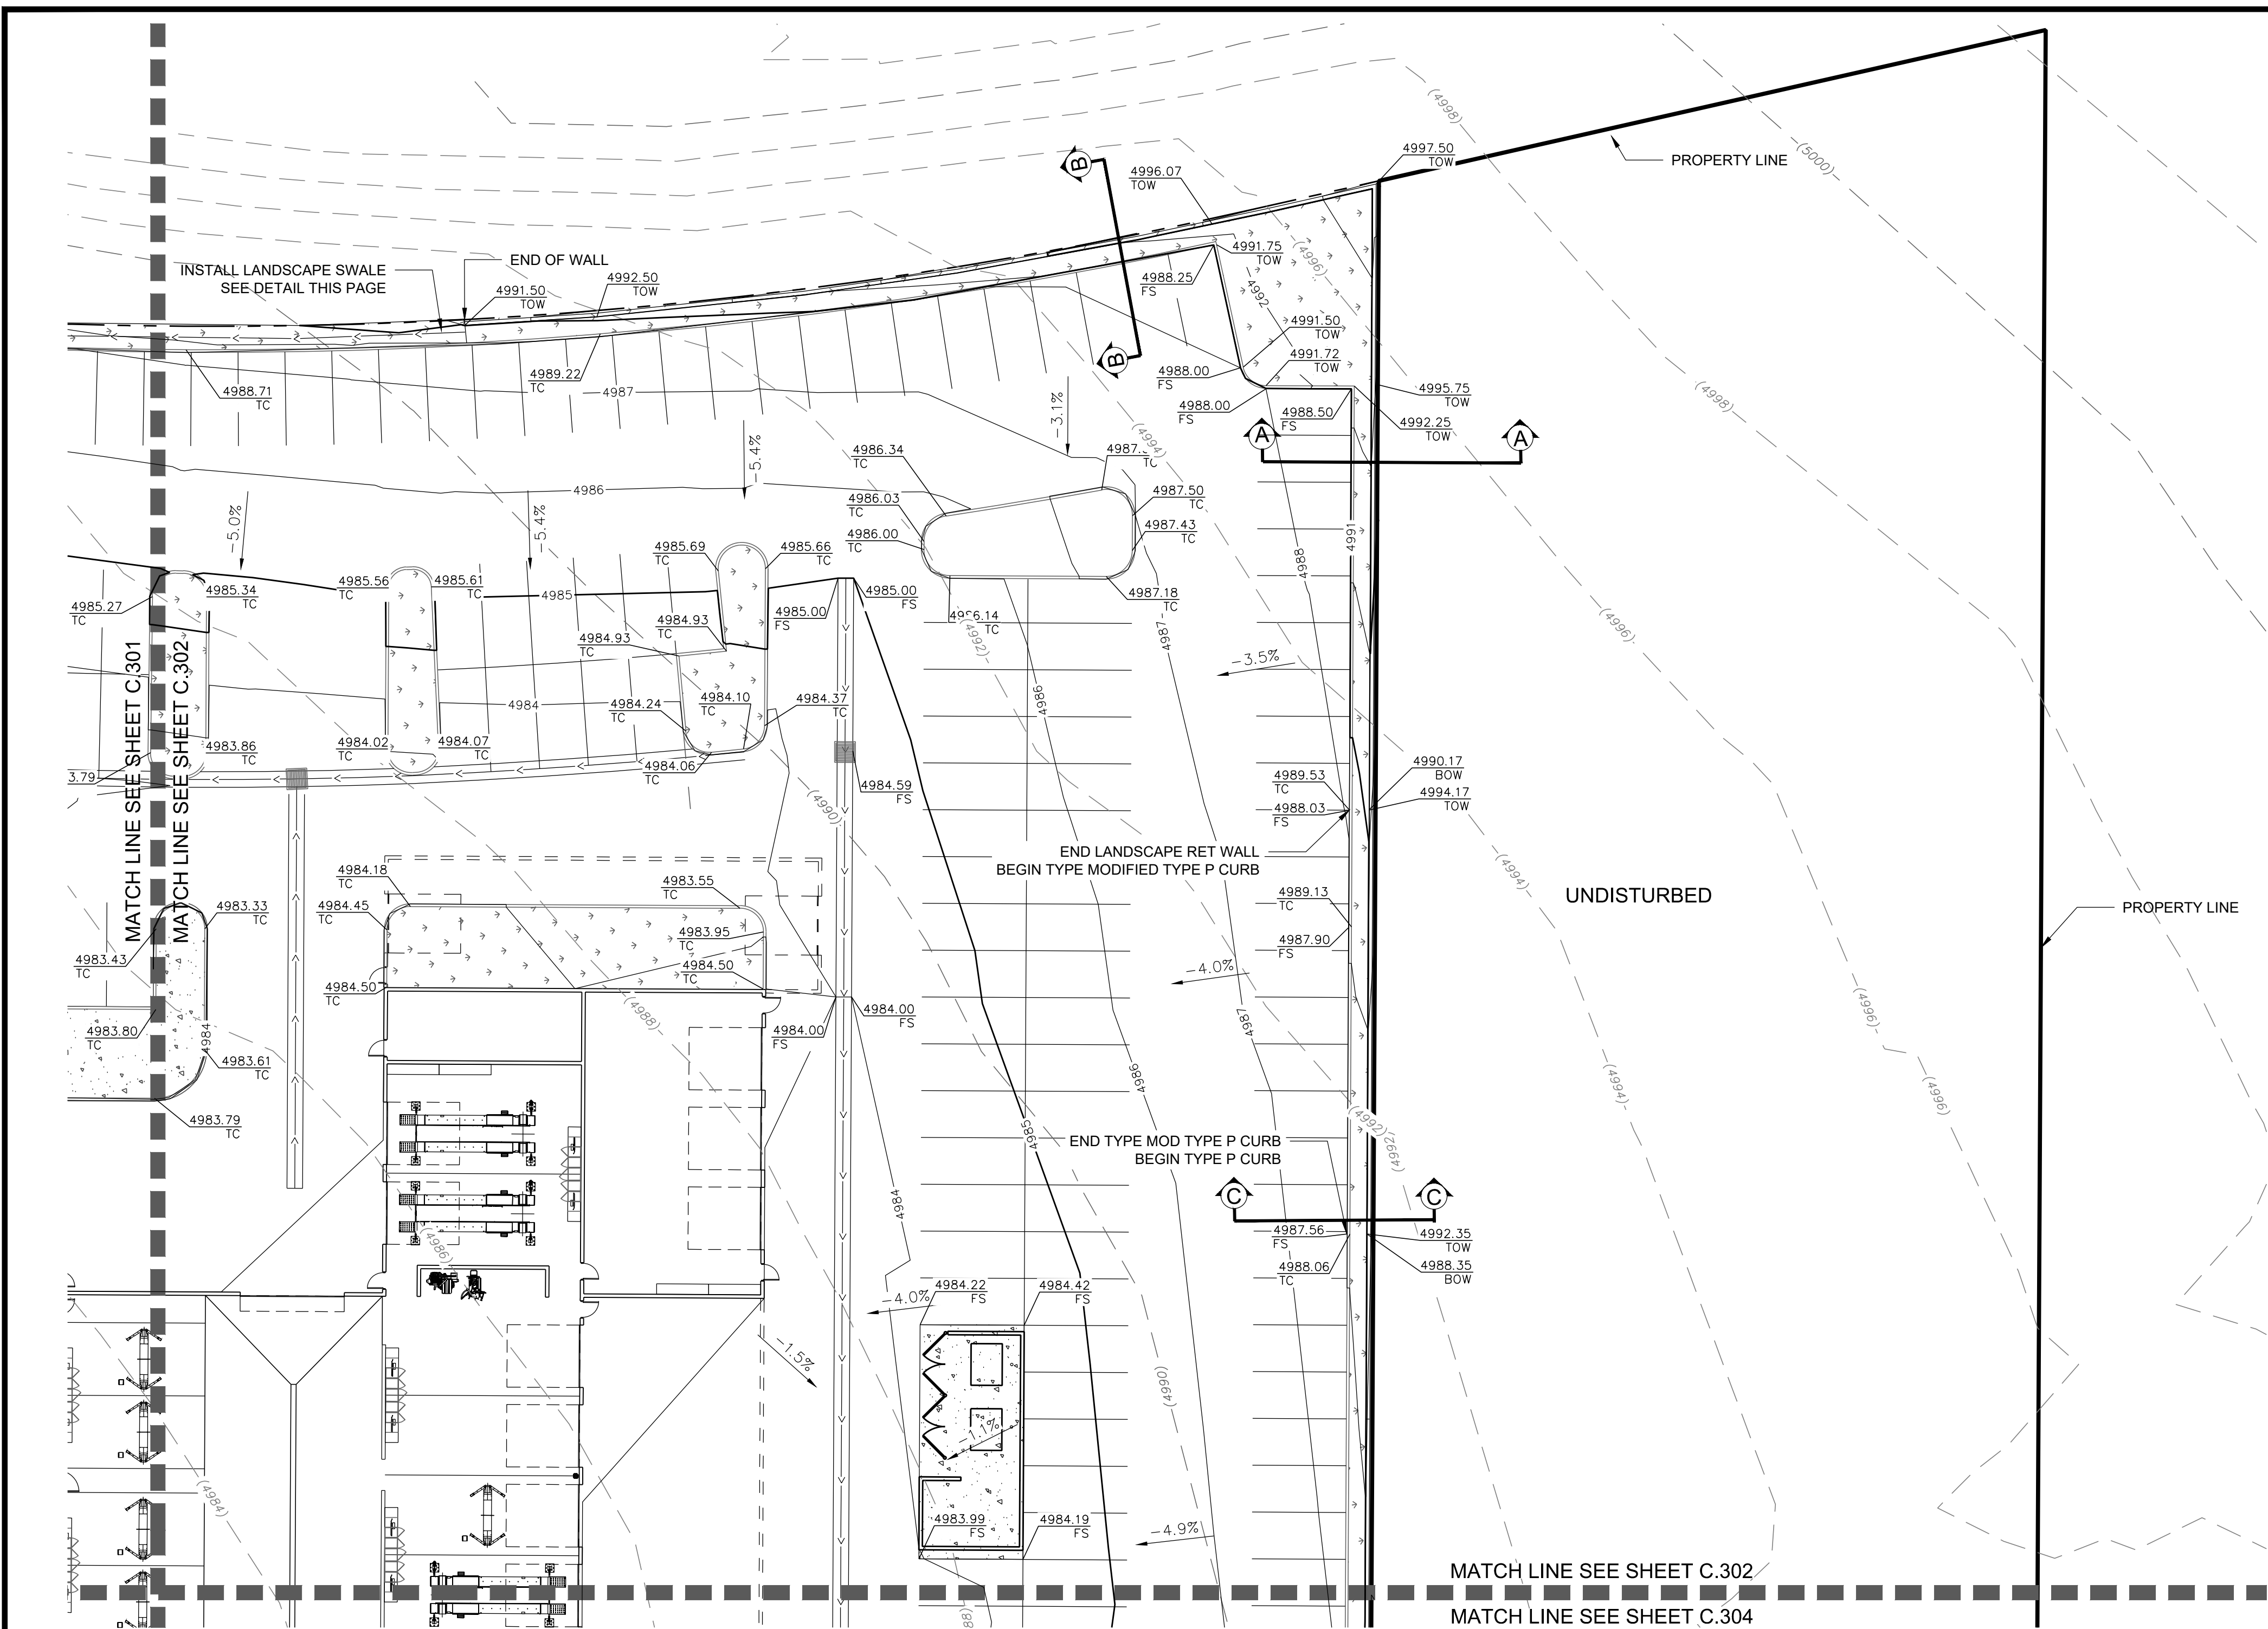 (4998)
(5000)
PROPERTY LINE
4997.50
TOW
4996.07
TOW
B
INSTALL LANDSCAPE SWALE
SEE DETAIL THIS PAGE
END OF WALL
4991.50
TOW
4992.50
TOW
4991.75
TOW
(4996)
4988.25
FS
4992
4991.50
TOW
4991.72
TOW
B
4988.00
FS
4988.00
FS
4988.50
FS
4995.75
TOW
4992.25
TOW
(4998)
4988.71
TC
4989.22
TC
4987
-3.1%
-5.4%
(4994)
A
A
4986.34
TC
4987.
TC
4986
4986.03
TC
4987.50
TC
4987.43
TC
4986.00
TC
-5.0%
-5.4%
4991
4985.69
TC
4985.66
TC
4988
4985.27
TC
4985.34
TC
4985.56
TC
4985.61
TC
4985
4985.00
FS
4985.00
FS
4987.18
TC
4984.93
TC
4984.93
TC
4986.14
TC
(4992)
4987
(4996)
-3.5%
MATCH LINE SEE SHEET C.301
MATCH LINE SEE SHEET C.302
4984
4984.24
TC
4984.10
TC
4984.37
TC
4986
4983.86
TC
4984.02
TC
4984.07
TC
4984.06
TC
3.79
4984.59
FS
(4990)
4989.53
TC
4988.03
FS
4990.17
BOW
4994.17
TOW
END LANDSCAPE RET WALL
BEGIN TYPE MODIFIED TYPE P CURB
(4994)
UNDISTURBED
PROPERTY LINE
4984.18
TC
4983.55
TC
4983.33
TC
4984.45
TC
4983.95
TC
4989.13
TC
4987.90
FS
4983.43
TC
4984.50
TC
4984.50
TC
-4.0%
(4988)
4984.00
FS
4984.00
FS
4987
(4996)
4983.80
TC
4984
4983.61
TC
4986
(4994)
(4996)
4983.79
TC
4985
(4992)
(4992)
END TYPE MOD TYPE P CURB
BEGIN TYPE P CURB
C
C
4984
(4986)
4987.56
FS
4992.35
TOW
4988.06
TC
4988.35
BOW
4984.22
FS
4984.42
FS
-4.0%
-1.5%
(4990)
-1.1%
(4984)
4983.99
FS
4984.19
FS
-4.9%
MATCH LINE SEE SHEET C.302
MATCH LINE SEE SHEET C.304
88)